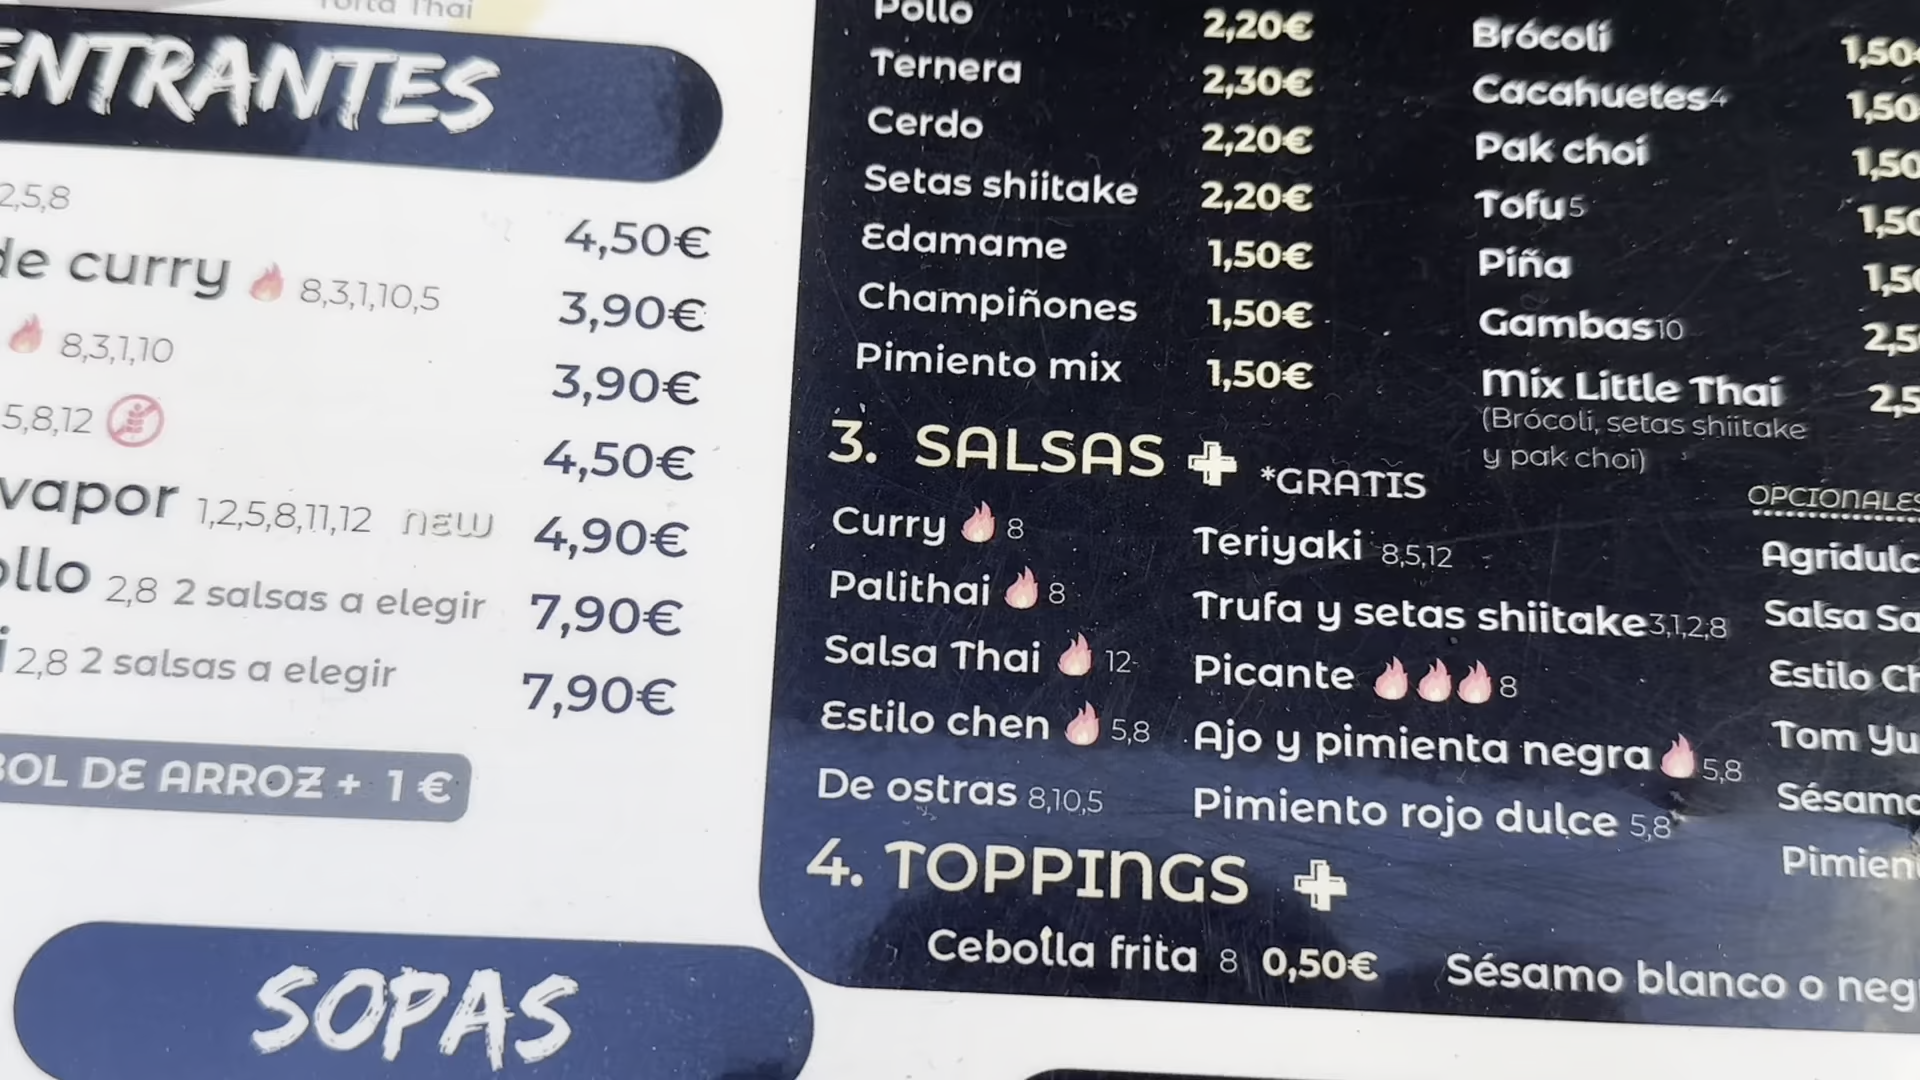 Torta Thai
ENTRANTES
2,5,8
4,50€
de curry 8,3,1,10,5
3,90€
8,3,1,10
3,90€
5,8,12
4,50€
vapor 1,2,5,8,11,12 NEW
4,90€
ollo 2,8 2 salsas a elegir
7,90€
i 2,8 2 salsas a elegir
7,90€
BOL DE ARROZ + 1 €
SOPAS
Pollo 2,20€
Ternera 2,30€
Cerdo 2,20€
Setas shiitake 2,20€
Edamame 1,50€
Champiñones 1,50€
Pimiento mix 1,50€
Brócoli 1,50€
Cacahuetes 4 1,50
Pak choi 1,50
Tofu 5 1,50
Piña 1,50
Gambas 10 2,5
Mix Little Thai 2,5
(Brócoli, setas shiitake
y pak choi)
3. SALSAS + *GRATIS
Curry 8
Palithai 8
Salsa Thai 12
Estilo chen 5,8
De ostras 8,10,5
Teriyaki 8,5,12
Trufa y setas shiitake 3,1,2,8
Picante 8
Ajo y pimienta negra 5,8
Pimiento rojo dulce 5,8
OPCIONALES
Agridulc
Salsa Sa
Estilo Ch
Tom Yu
Sésamo
Pimien
4. TOPPINGS +
Cebolla frita 8 0,50€
Sésamo blanco o neg